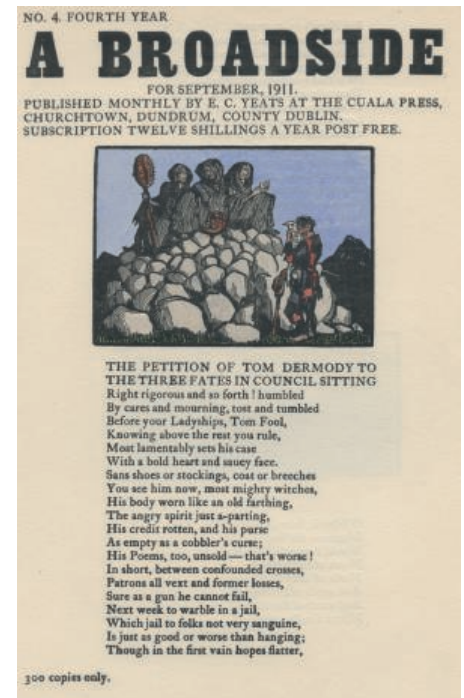 NO. 4. FOURTH YEAR
A BROADSIDE
FOR SEPTEMBER, 1911.
PUBLISHED MONTHLY BY E. C. YEATS AT THE CUALA PRESS,
CHURCHTOWN, DUNDRUM, COUNTY DUBLIN.
SUBSCRIPTION TWELVE SHILLINGS A YEAR POST FREE.
THE PETITION OF TOM DERMODY TO
THE THREE FATES IN COUNCIL SITTING
Right rigorous and so forth! humbled
By cares and mourning, tost and tumbled
Before your Ladyships, Tom Fool,
Knowing above the rest you rule,
Most lamentably sets his case
With a bold heart and saucy face.
Sans shoes or stockings, coat or breeches
You see him now, most mighty witches,
His body worn like an old farthing,
The angry spirit just a-parting,
His credit rotten, and his purse
As empty as a cobbler's curse;
His Poems, too, unsold—that's worse!
In short, between confounded crosses,
Patrons all vext and former losses,
Sure as a gun he cannot fail,
Next week to warble in a jail,
Which jail to folks not very sanguine,
Is just as good or worse than hanging;
Though in the first vain hopes flatter,
300 copies only.